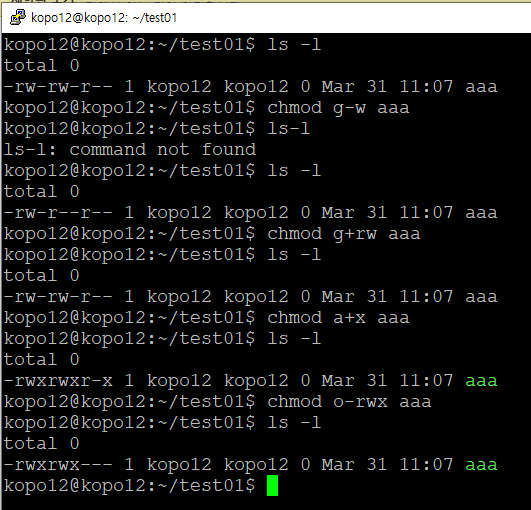 kopo12@kopo12: ~/test01
kopo12@kopo12:~/test01$ ls -l
total 0
-rw-rw-r-- 1 kopo12 kopo12 0 Mar 31 11:07 aaa
kopo12@kopo12:~/test01$ chmod g-w aaa
kopo12@kopo12:~/test01$ ls-l
ls-l: command not found
kopo12@kopo12:~/test01$ ls -l
total 0
-rw-r--r-- 1 kopo12 kopo12 0 Mar 31 11:07 aaa
kopo12@kopo12:~/test01$ chmod g+rw aaa
kopo12@kopo12:~/test01$ ls -l
total 0
-rw-rw-r-- 1 kopo12 kopo12 0 Mar 31 11:07 aaa
kopo12@kopo12:~/test01$ chmod a+x aaa
kopo12@kopo12:~/test01$ ls -l
total 0
-rwxrwxr-x 1 kopo12 kopo12 0 Mar 31 11:07 aaa
kopo12@kopo12:~/test01$ chmod o-rwx aaa
kopo12@kopo12:~/test01$ ls -l
total 0
-rwxrwx--- 1 kopo12 kopo12 0 Mar 31 11:07 aaa
kopo12@kopo12:~/test01$